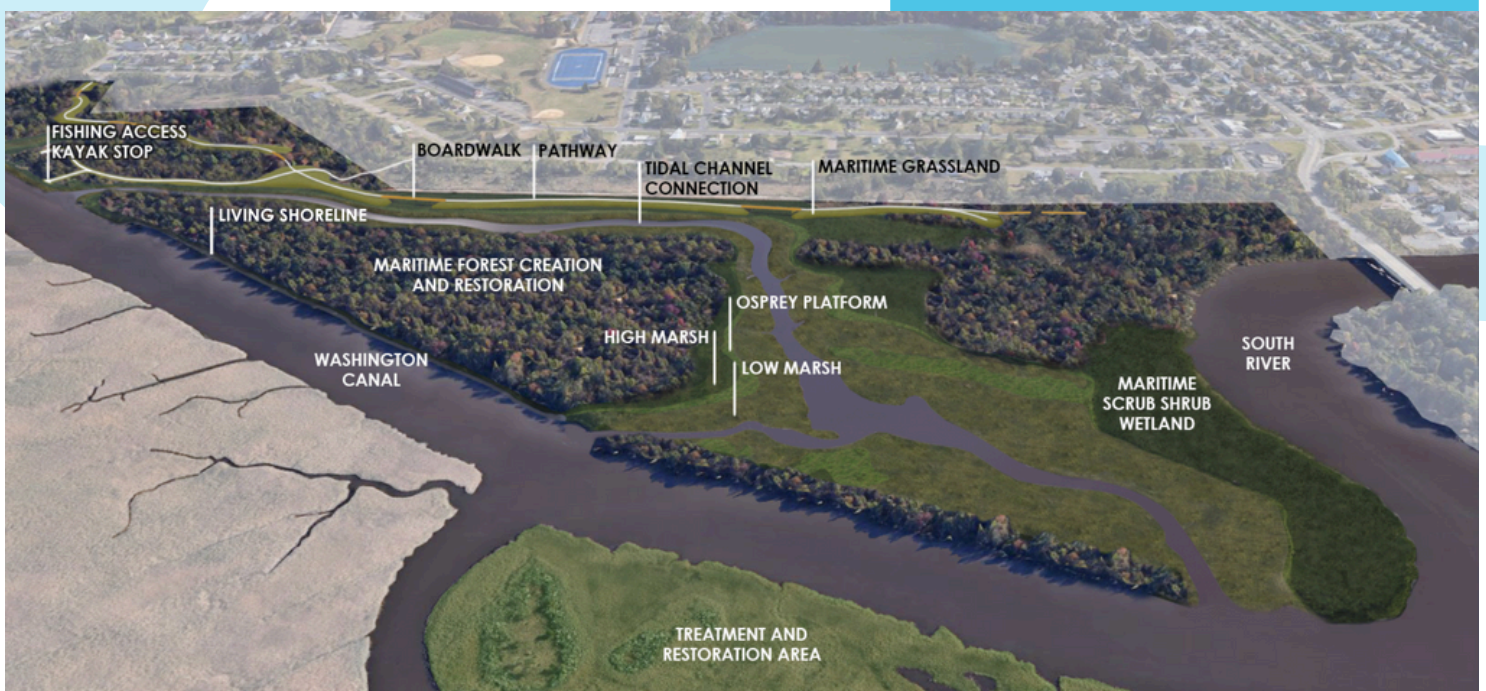 FISHING ACCESS
KAYAK STOP
BOARDWALK
PATHWAY
TIDAL CHANNEL
CONNECTION
MARITIME GRASSLAND
LIVING SHORELINE
MARITIME FOREST CREATION
AND RESTORATION
OSPREY PLATFORM
HIGH MARSH
LOW MARSH
WASHINGTON
CANAL
SOUTH
RIVER
MARITIME
SCRUB SHRUB
WETLAND
TREATMENT AND
RESTORATION AREA